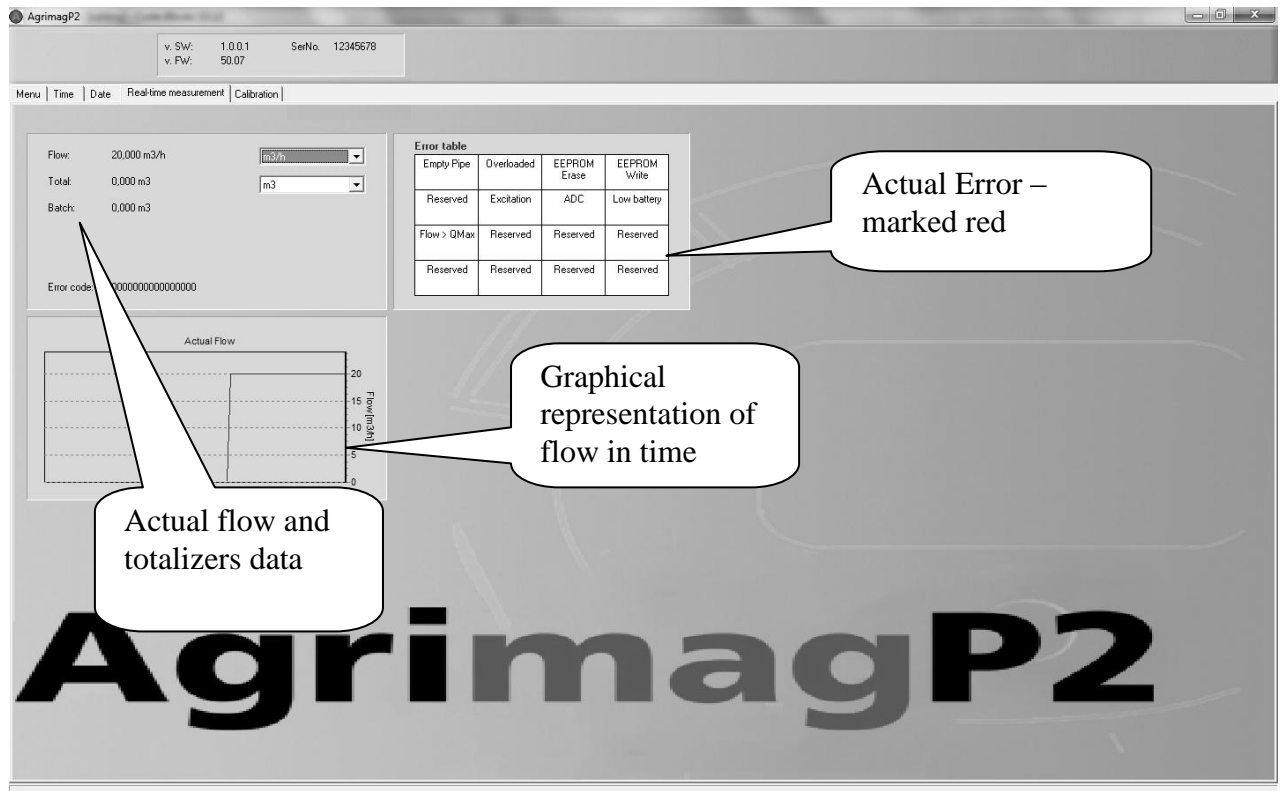 AgrimagP2
v. SW: 1.0.0.1 SerNo. 12345678
v. FW: 50.07
Menu Time Date Real-time measurement Calibration
Flow: 20,000 m3/h m3/h
Total: 0,000 m3 m3
Batch: 0,000 m3
Error code: 0000000000000000
Error table
Empty Pipe Overloaded EEPROM Erase EEPROM Write
Reserved Excitation ADC Low battery
Flow > QMax Reserved Reserved Reserved
Reserved Reserved Reserved Reserved
Actual Error –
marked red
Actual Flow
20
15
10
5
0
Flow [m3/h]
Graphical
representation of
flow in time
Actual flow and
totalizers data
AgrimagP2